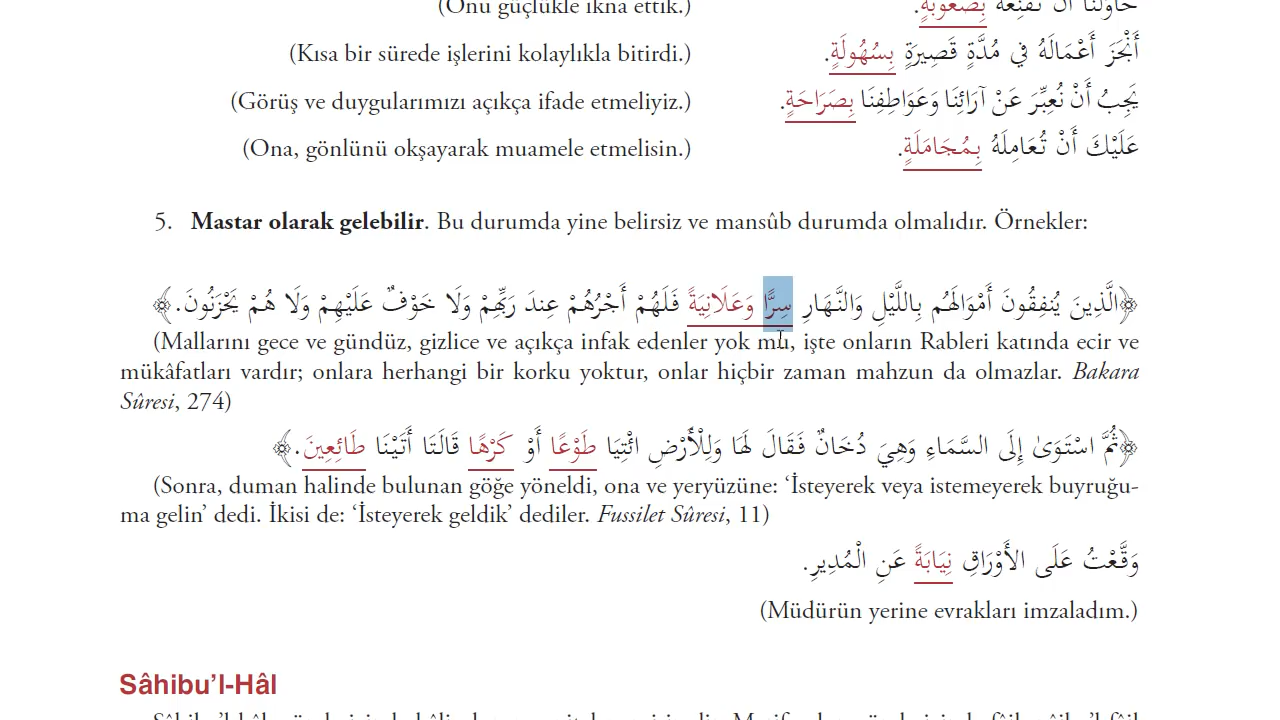 (Onu güçlükle ikna ettik.) حَاوَلْنَا أَنْ نُقْنِعَهُ بِصُعُوبَةٍ.
(Kısa bir sürede işlerini kolaylıkla bitirdi.) أَنْجَزَ أَعْمَالَهُ فِي مُدَّةٍ قَصِيرَةٍ بِسُهُولَةٍ.
(Görüş ve duygularımızı açıkça ifade etmeliyiz.) يَجِبُ أَنْ نُعَبِّرَ عَنْ آرَائِنَا وَعَوَاطِفِنَا بِصَرَاحَةٍ.
(Ona, gönlünü okşayarak muamele etmelisin.) عَلَيْكَ أَنْ تُعَامِلَهُ بِمُجَامَلَةٍ.
5. Mastar olarak gelebilir. Bu durumda yine belirsiz ve mansûb durumda olmalıdır. Örnekler:
﴿الَّذِينَ يُنْفِقُونَ أَمْوَالَهُم بِاللَّيْلِ وَالنَّهَارِ سِرًّا وَعَلَانِيَةً فَلَهُمْ أَجْرُهُمْ عِندَ رَبِّهِمْ وَلَا خَوْفٌ عَلَيْهِمْ وَلَا هُمْ يَحْزَنُونَ.﴾
(Mallarını gece ve gündüz, gizlice ve açıkça infak edenler yok mu, işte onların Rableri katında ecir ve
mükâfatları vardır; onlara herhangi bir korku yoktur, onlar hiçbir zaman mahzun da olmazlar. Bakara
Sûresi, 274)
﴿ثُمَّ اسْتَوَىٰ إِلَى السَّمَاءِ وَهِيَ دُخَانٌ فَقَالَ لَهَا وَلِلْأَرْضِ ائْتِيَا طَوْعًا أَوْ كَرْهًا قَالَتَا أَتَيْنَا طَائِعِينَ.﴾
(Sonra, duman halinde bulunan göğe yöneldi, ona ve yeryüzüne: ‘İsteyerek veya istemeyerek buyruğu-
ma gelin’ dedi. İkisi de: ‘İsteyerek geldik’ dediler. Fussilet Sûresi, 11)
وَقَّعْتُ عَلَى الأَوْرَاقِ نِيَابَةً عَنِ الْمُدِيرِ.
(Müdürün yerine evrakları imzaladım.)
Sâhibu’l-Hâl